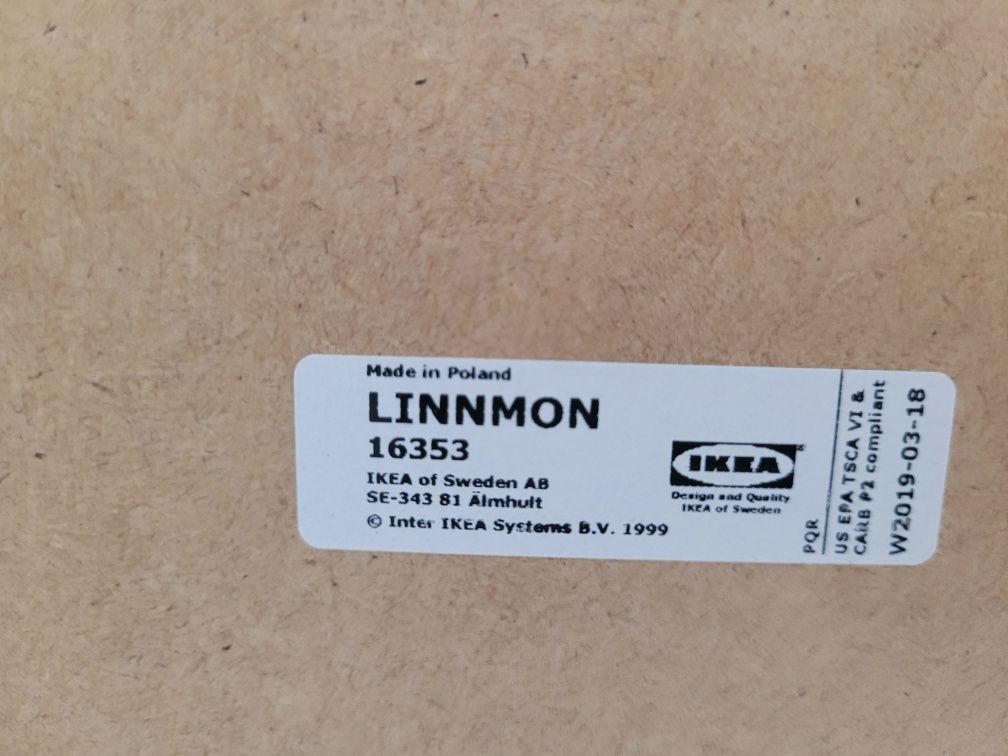 Made in Poland
LINNMON
16353
IKEA of Sweden AB
SE-343 81 Älmhult
© Inter IKEA Systems B.V. 1999
IKEA®
Design and Quality
IKEA of Sweden
PQR
US EPA TSCA VI &
CARB P2 compliant
W2019-03-18